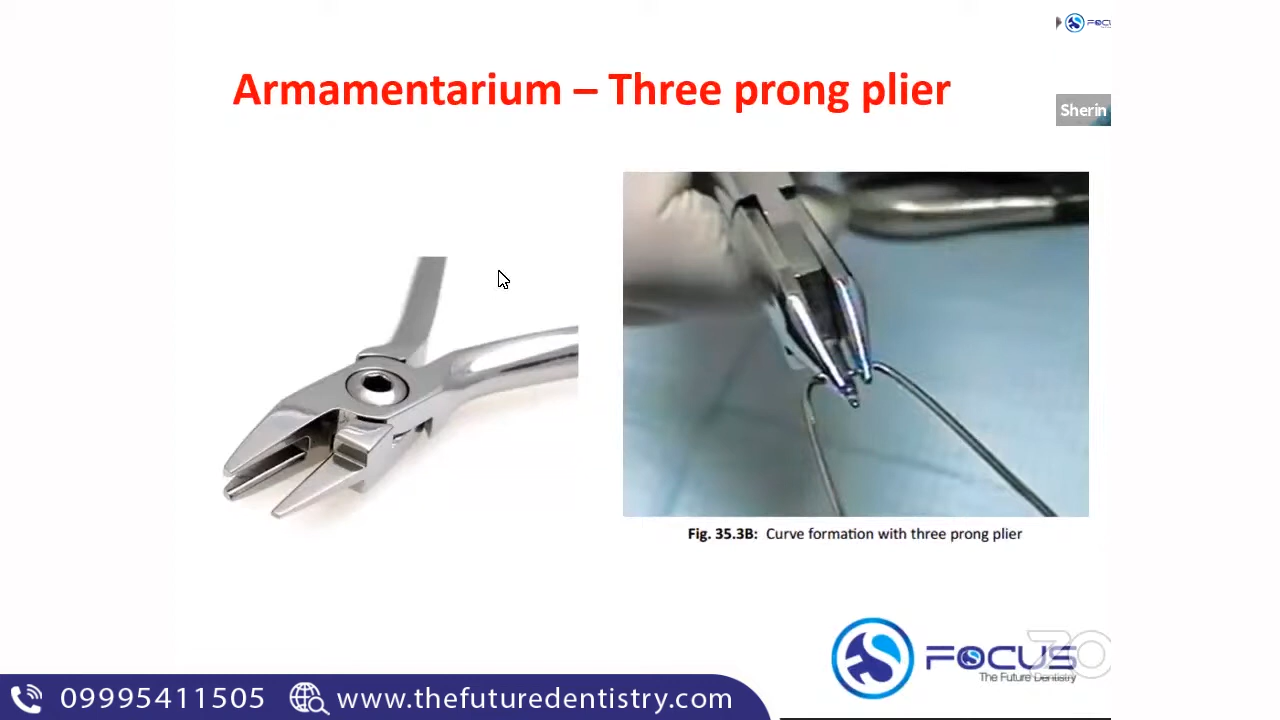 Armamentarium – Three prong plier
Sherin
Fig. 35.3B: Curve formation with three prong plier
FOCUS
The Future Dentistry
09995411505 www.thefuturedentistry.com